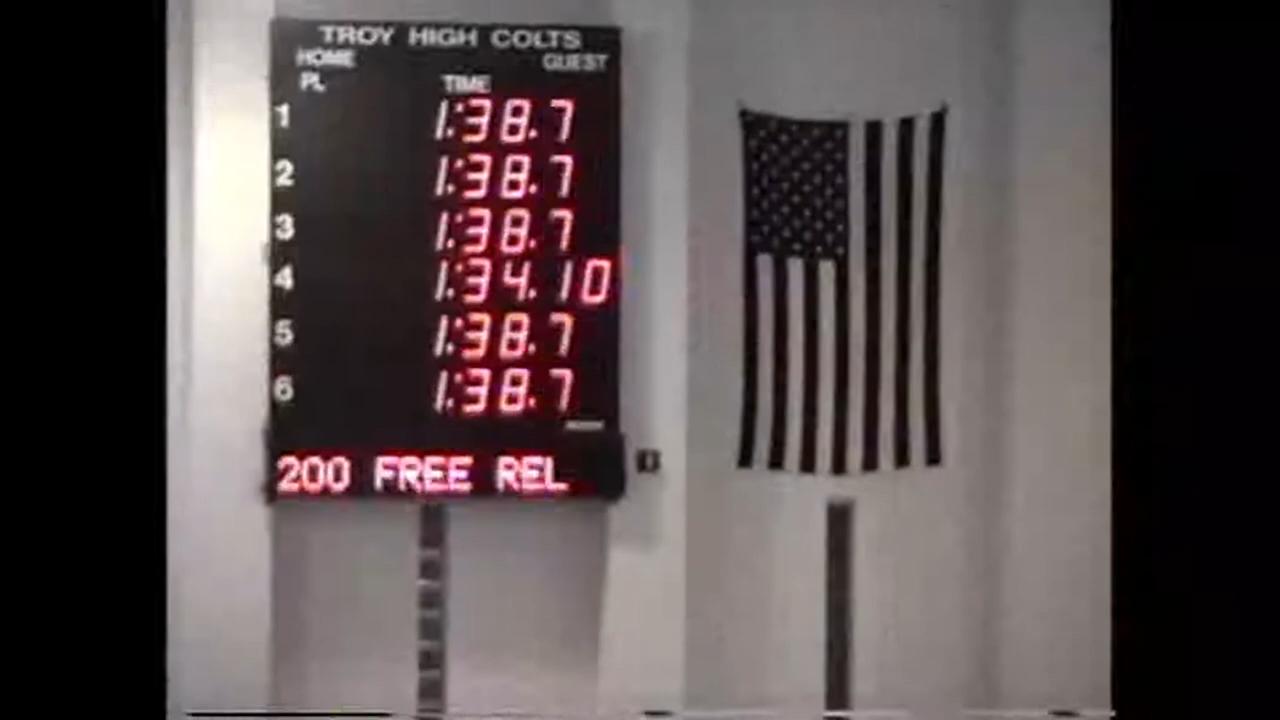 TROY HIGH COLTS
HOME GUEST
PL TIME
1 1:38.7
2 1:38.7
3 1:38.7
4 1:34.10
5 1:38.7
6 1:38.7
200 FREE REL